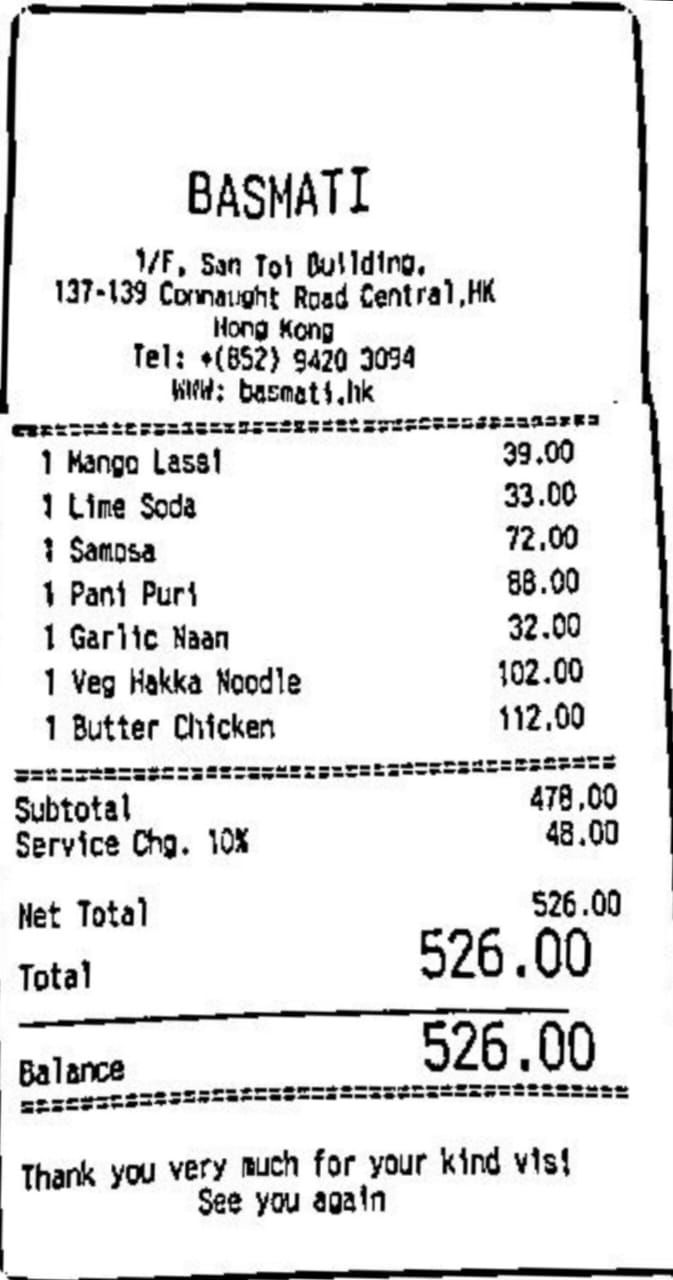 BASMATI
1/F, San Toi Building,
137-139 Connaught Road Central,HK
Hong Kong
Tel: +(852) 9420 3094
WWW: basmati.hk
1 Mango Lassi 39.00
1 Lime Soda 33.00
1 Samosa 72.00
1 Pani Puri 88.00
1 Garlic Naan 32.00
1 Veg Hakka Noodle 102.00
1 Butter Chicken 112.00
Subtotal 478.00
Service Chg. 10% 48.00
Net Total 526.00
Total 526.00
Balance 526.00
Thank you very much for your kind visi
See you again